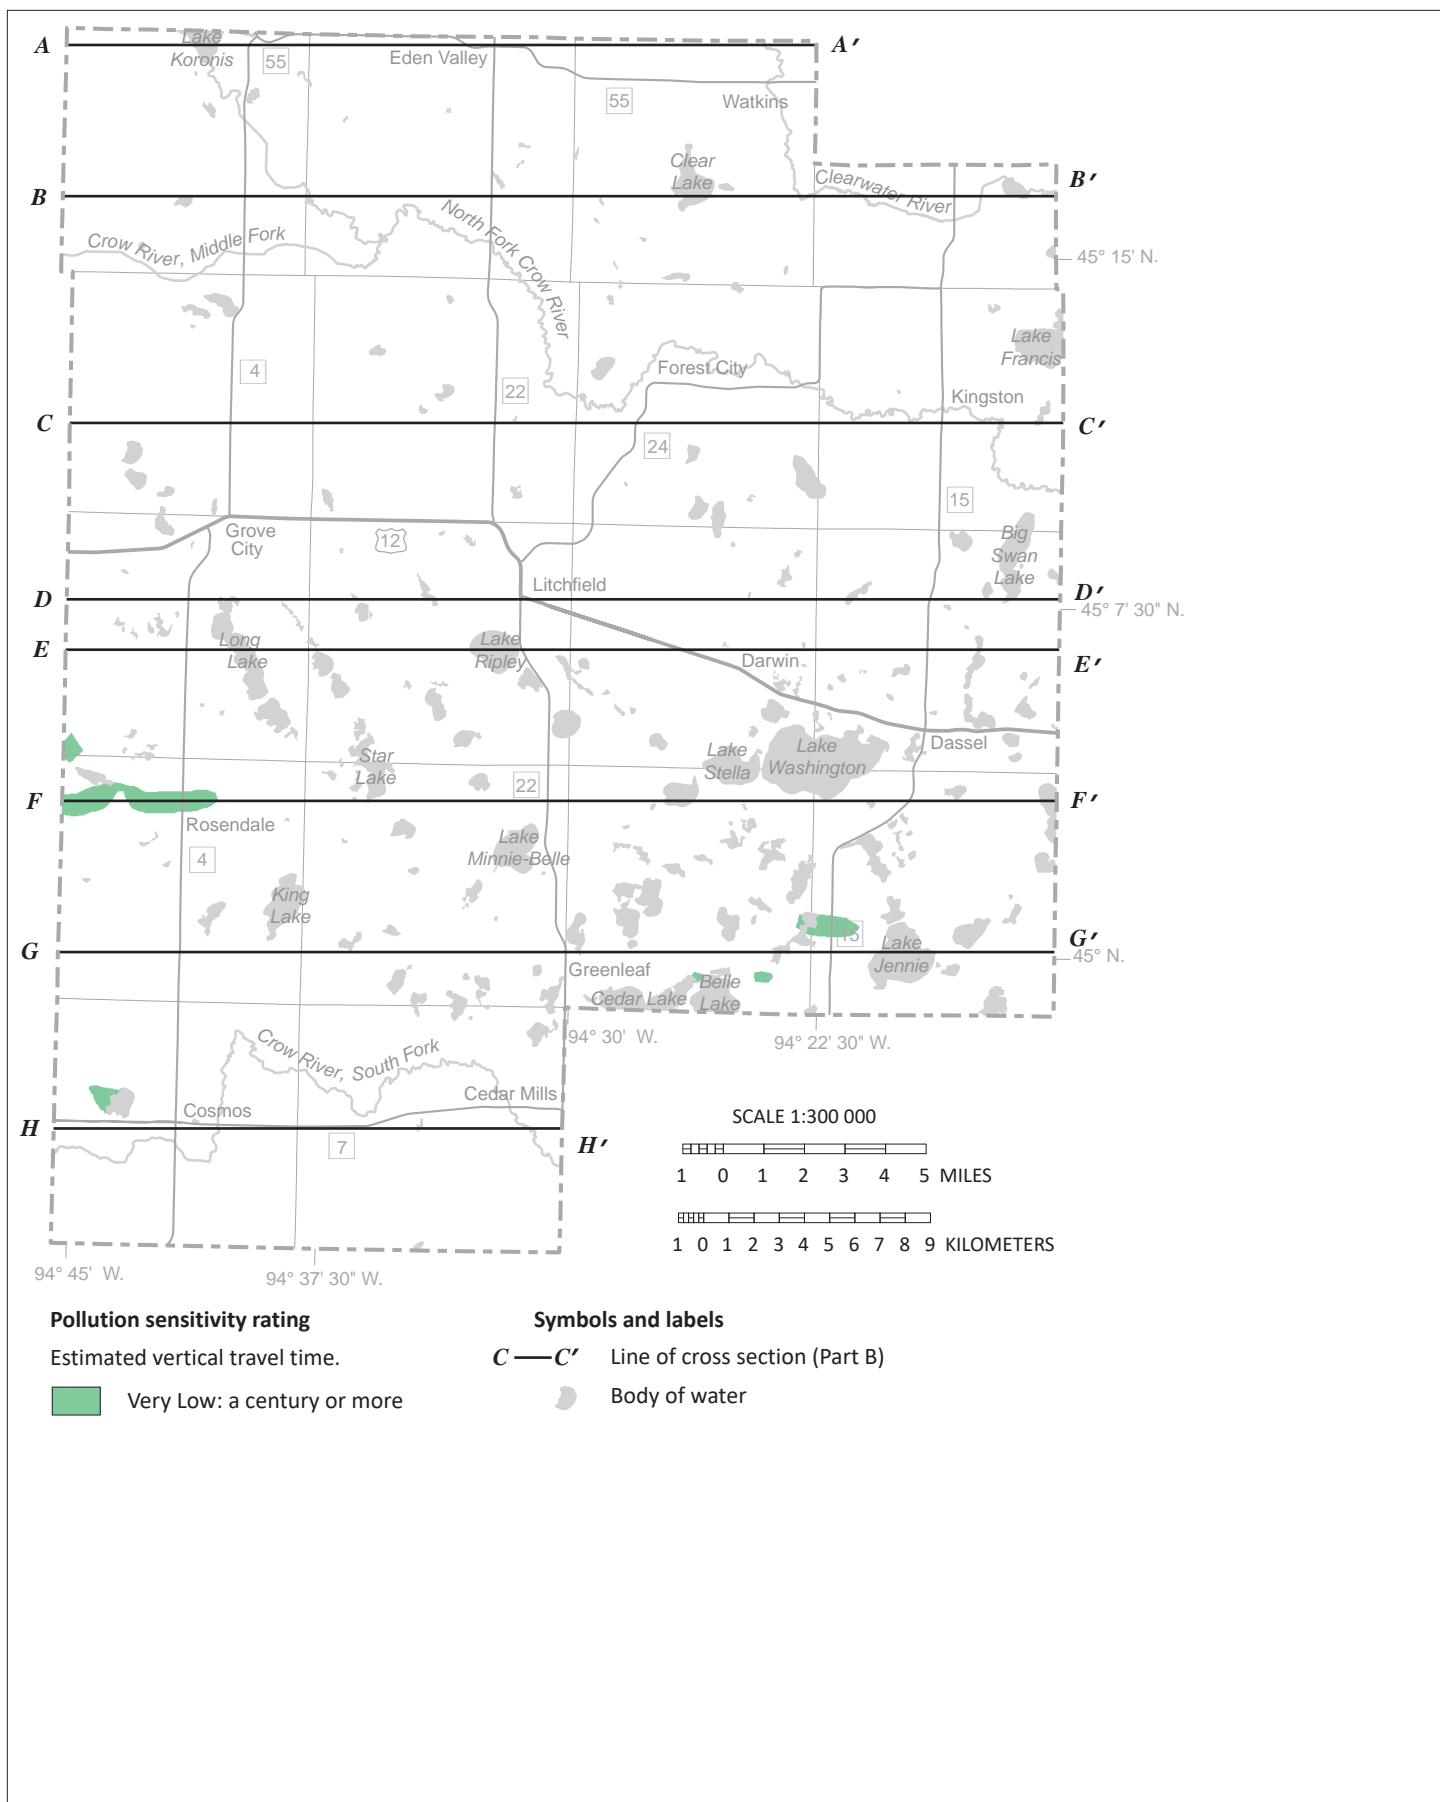 Lake
Koronis
A
A′
55
Eden Valley
55
Watkins
Clear
Lake
Clearwater River
B
B′
North Fork Crow River
Crow River, Middle Fork
45° 15' N.
Lake
Francis
4
22
Forest City
Kingston
C
C′
24
15
Grove
City
12
Big
Swan
Lake
Litchfield
D
D′
45° 7' 30" N.
Long
Lake
Lake
Ripley
E
E′
Darwin
Dassel
Star
Lake
Lake
Stella
Lake
Washington
22
F
F′
Rosendale
4
Lake
Minnie-Belle
King
Lake
15
Lake
Jennie
G
G′
45° N.
Greenleaf
Cedar Lake
Belle
Lake
94° 30' W.
94° 22' 30" W.
Crow River, South Fork
Cedar Mills
Cosmos
H
H′
7
SCALE 1:300 000
1 0 1 2 3 4 5 MILES
1 0 1 2 3 4 5 6 7 8 9 KILOMETERS
94° 45' W.
94° 37' 30" W.
Pollution sensitivity rating
Estimated vertical travel time.
Very Low: a century or more
Symbols and labels
C C′ Line of cross section (Part B)
Body of water